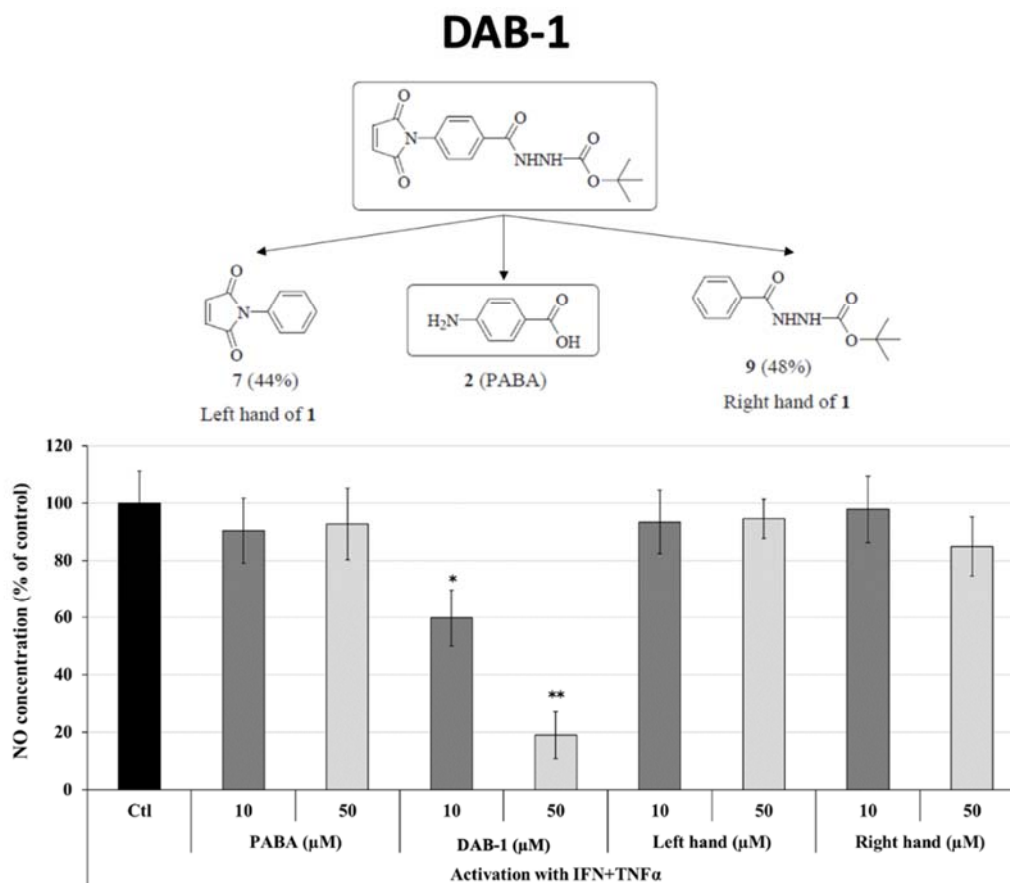 DAB-1
O
N
O
O
NHNH
O
O
O
N
O
7 (44%)
Left hand of 1
H₂N
O
OH
2 (PABA)
O
NHNH
O
O
9 (48%)
Right hand of 1
NO concentration (% of control)
120
100
80
60
40
20
0
*
**
Ctl 10 50 10 50 10 50 10 50
PABA (µM) DAB-1 (µM) Left hand (µM) Right hand (µM)
Activation with IFN+TNFα